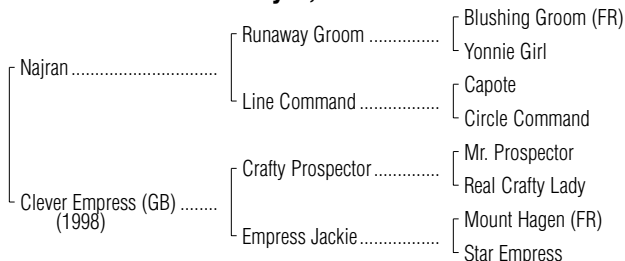 Blushing Groom (FR)
Runaway Groom ...............
Yonnie Girl
Najran ...............................
Capote
Line Command .................
Circle Command
Mr. Prospector
Crafty Prospector..............
Real Crafty Lady
Clever Empress (GB) ........
(1998)
Mount Hagen (FR)
Empress Jackie.................
Star Empress